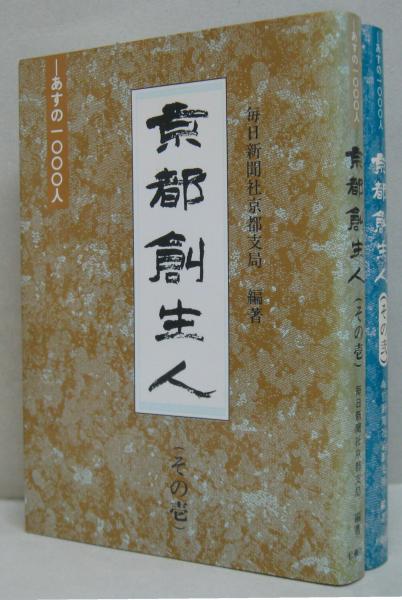 毎日新聞社京都支局 編著
京都創生人
(その壱)
―あすの一〇〇〇人
あすの一〇〇〇
京都創生人
(その壱)
毎日新聞社京都支局 編著
あすの一〇〇〇人
京都創生人
(その弐)